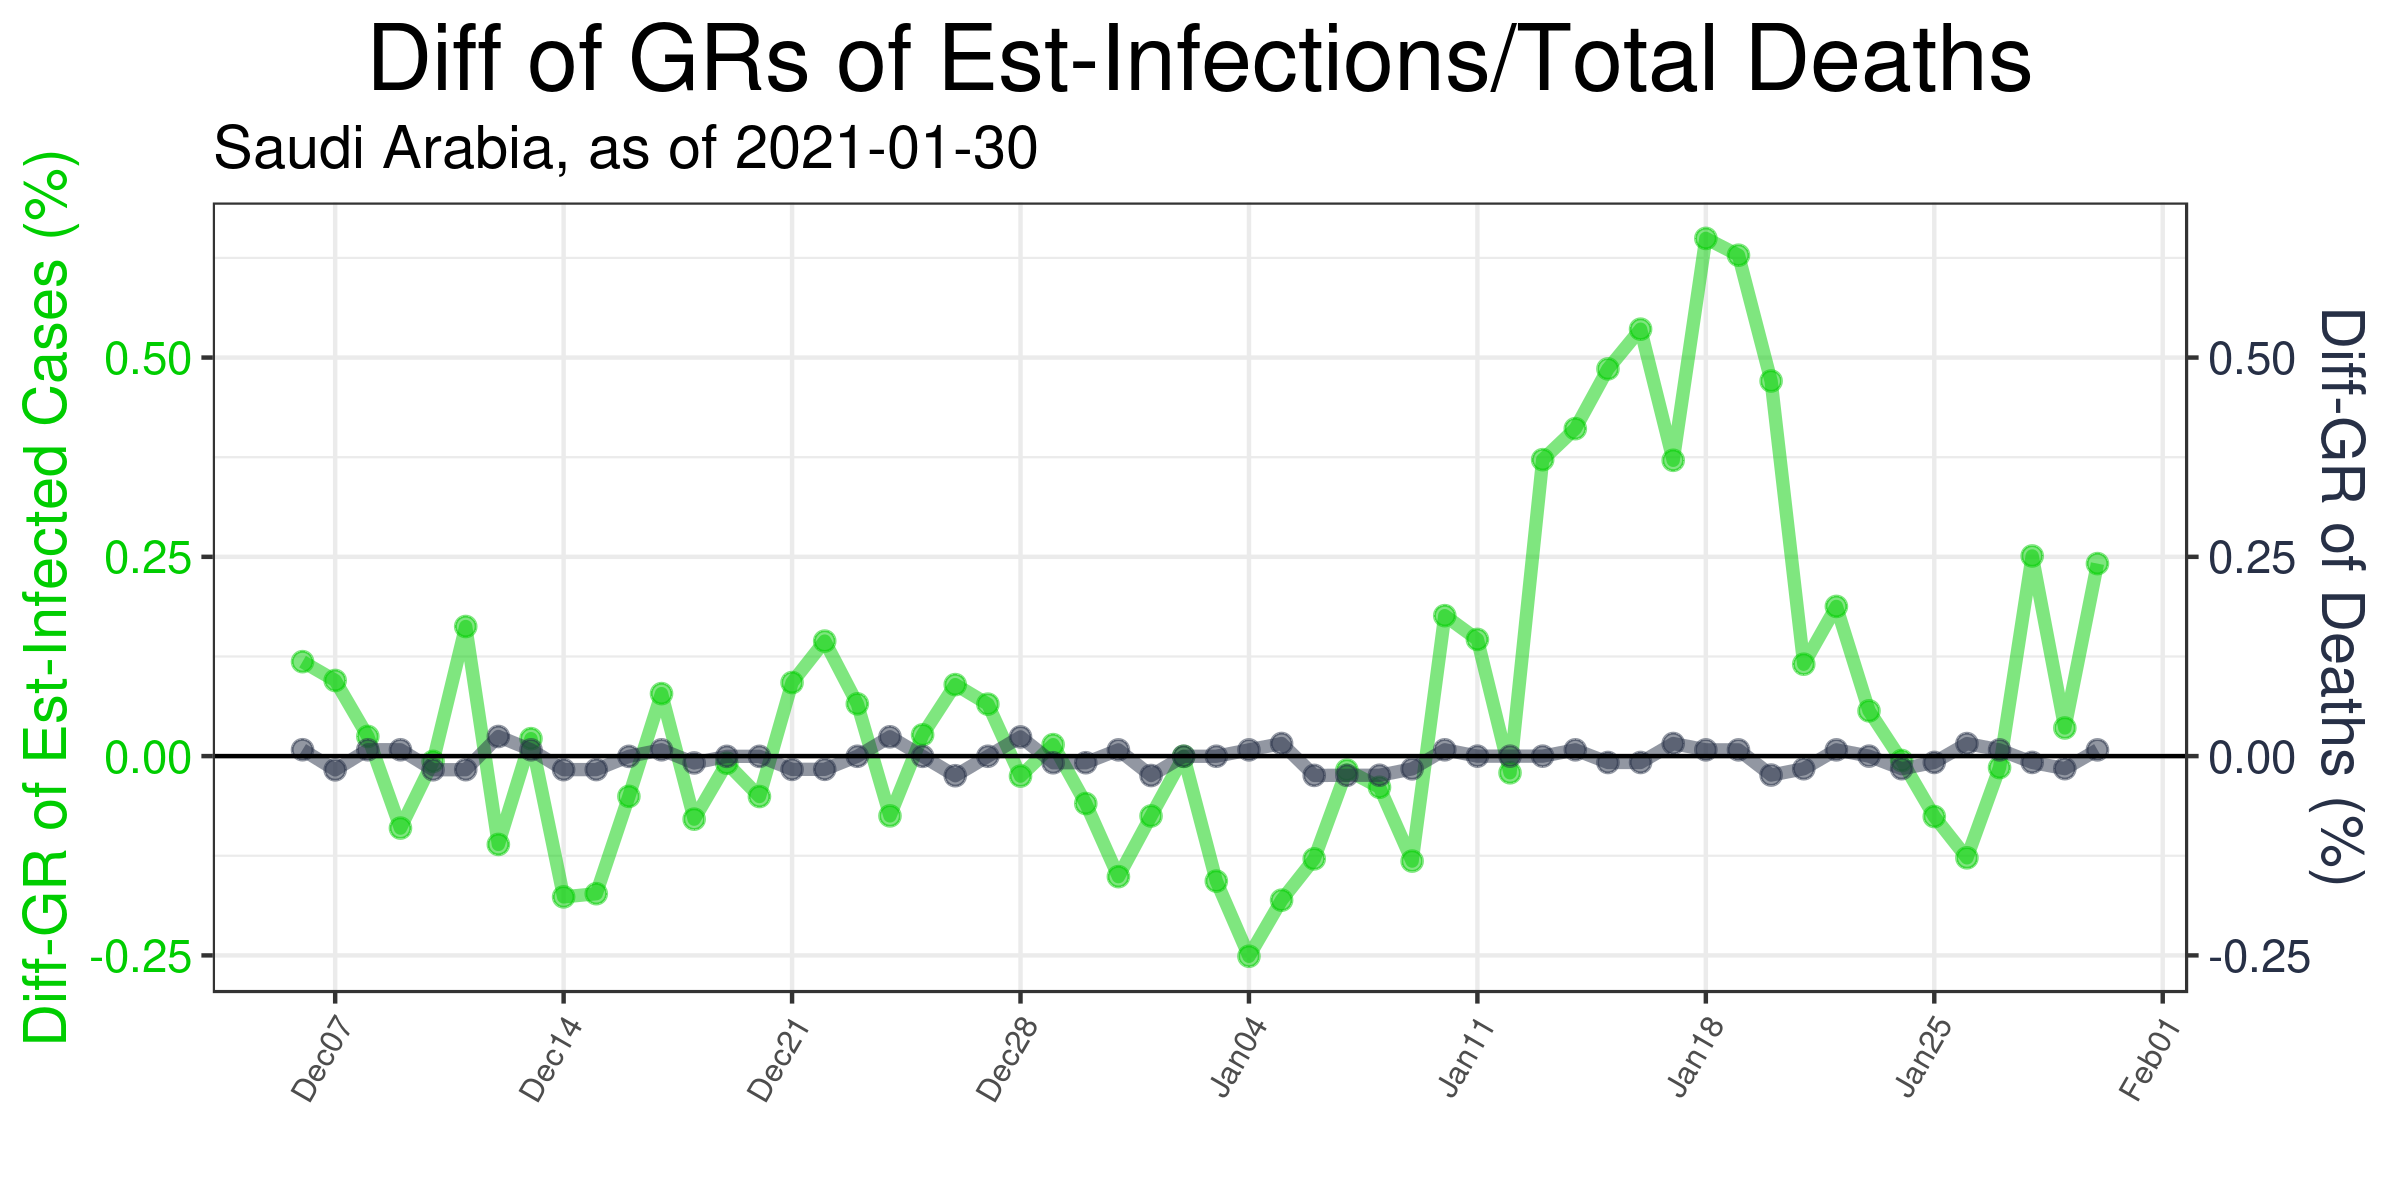 Diff of GRs of Est-Infections/Total Deaths
Saudi Arabia, as of 2021-01-30
Diff-GR of Est-Infected Cases (%)
0.50
0.25
0.00
-0.25
0.50
0.25
0.00
-0.25
Diff-GR of Deaths (%)
Dec07
Dec14
Dec21
Dec28
Jan04
Jan11
Jan18
Jan25
Feb01